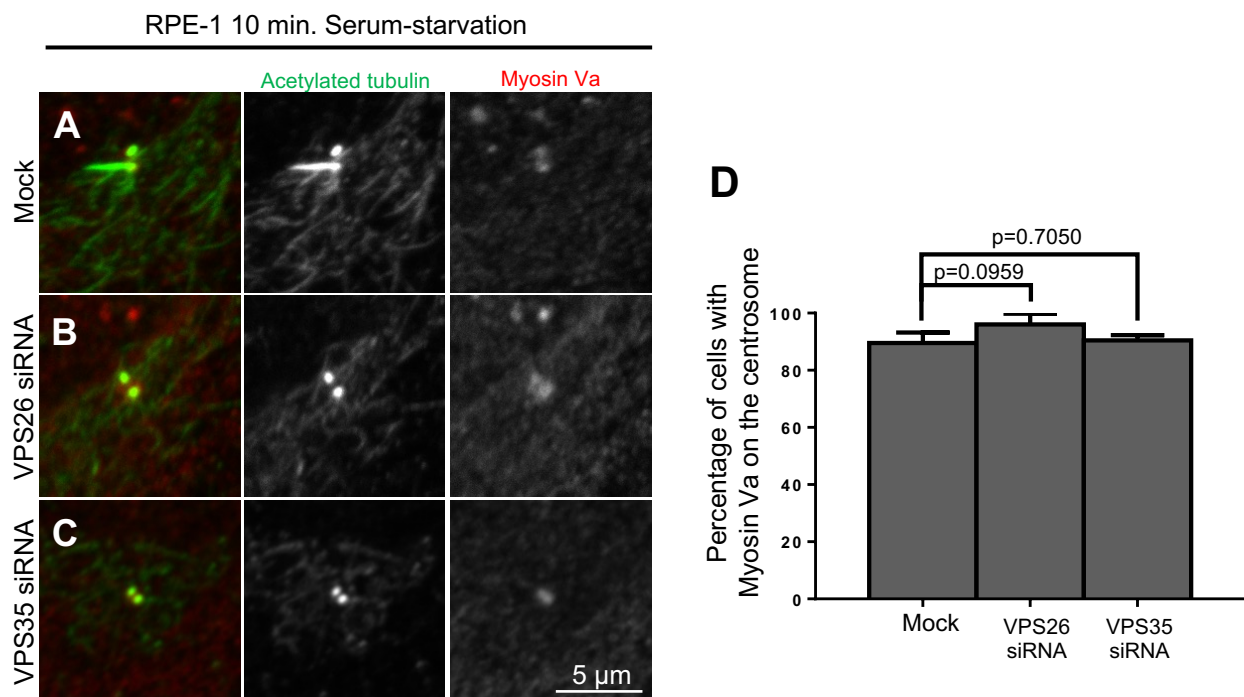 RPE-1 10 min. Serum-starvation
Acetylated tubulin
Myosin Va
A
Mock
B
VPS26 siRNA
C
VPS35 siRNA
5 µm
D
p=0.7050
p=0.0959
Percentage of cells with
Myosin Va on the centrosome
100
80
60
40
20
0
Mock
VPS26
siRNA
VPS35
siRNA